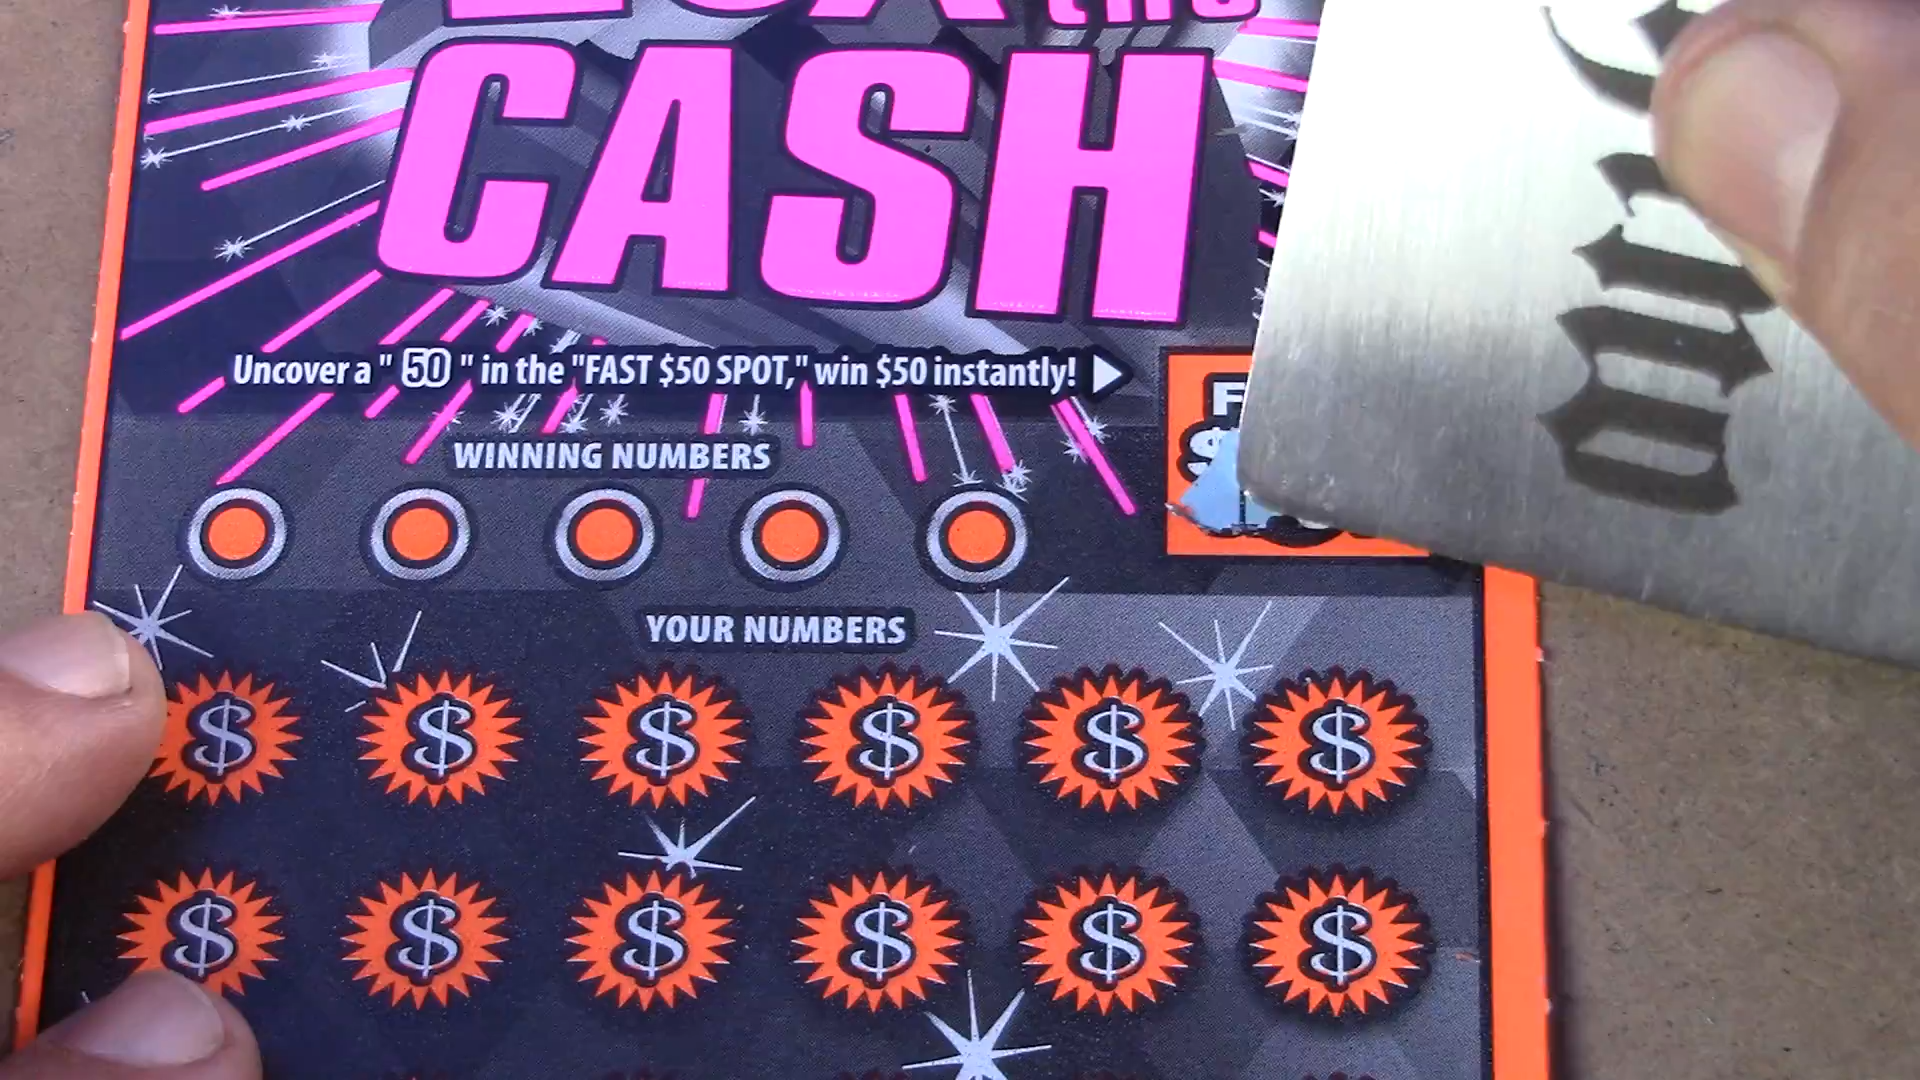 CASH
Uncover a " 50 " in the "FAST $50 SPOT," win $50 instantly!
WINNING NUMBERS
YOUR NUMBERS
$ $ $ $ $ $
$ $ $ $ $ $